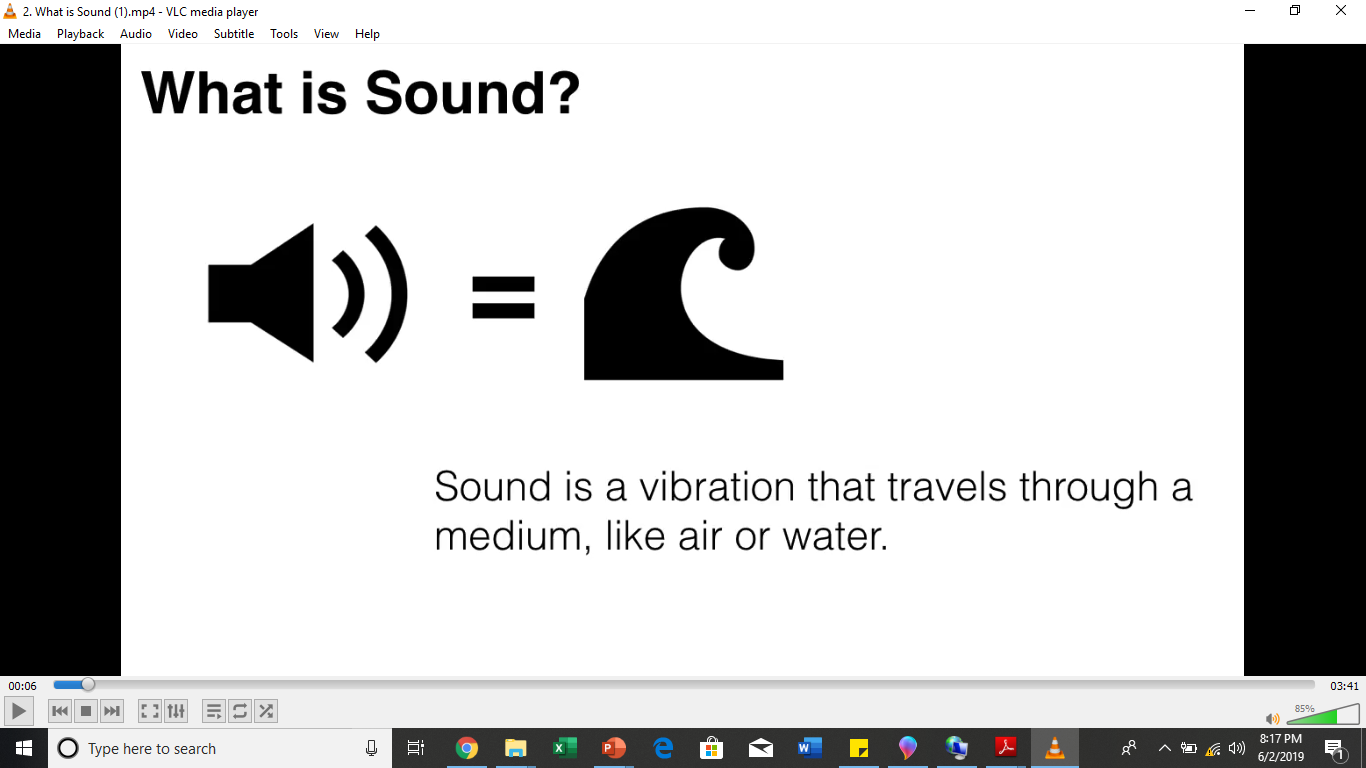 2. What is Sound (1).mp4 - VLC media player
Media Playback Audio Video Subtitle Tools View Help
What is Sound?
=
Sound is a vibration that travels through a
medium, like air or water.
00:06 03:41
85%
Type here to search
8:17 PM
6/2/2019
1